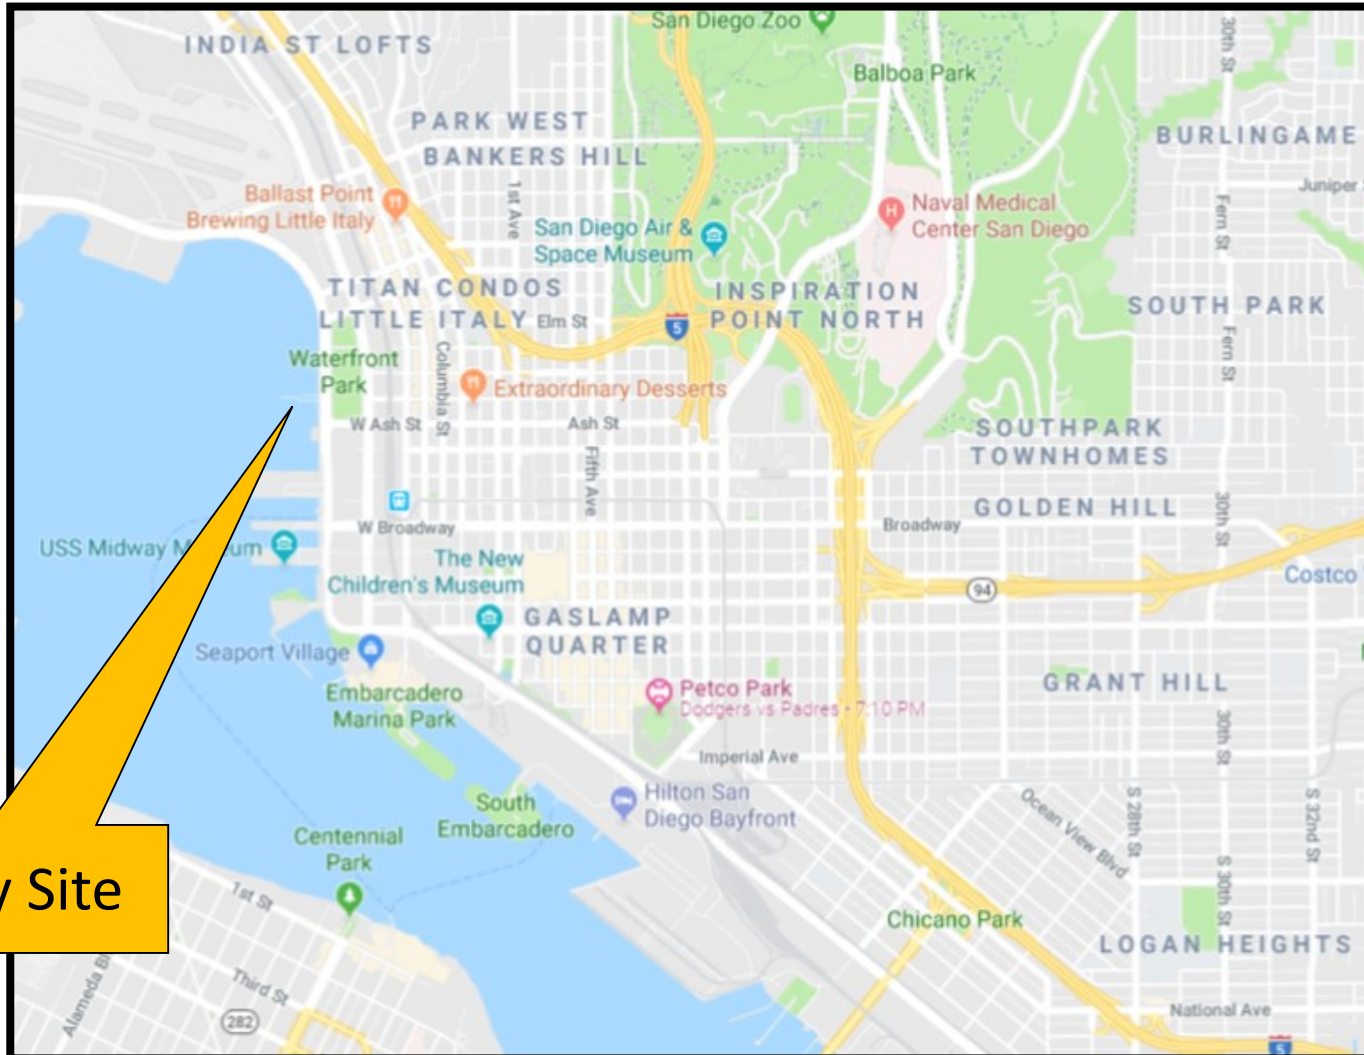 San Diego Zoo
INDIA ST LOFTS
30th St
Balboa Park
PARK WEST
BANKERS HILL
BURLINGAME
Ballast Point
Brewing Little Italy
1st Ave
San Diego Air &
Space Museum
Naval Medical
Center San Diego
Juniper
Fern St
TITAN CONDOS
LITTLE ITALY
Elm St
5
INSPIRATION
POINT NORTH
SOUTH PARK
Fern St
Waterfront
Park
Columbia St
Extraordinary Desserts
W Ash St
Ash St
Fifth Ave
SOUTHPARK
TOWNHOMES
GOLDEN HILL
30th St
W Broadway
Broadway
USS Midway M um
The New
Children's Museum
94
Costco
GASLAMP
QUARTER
Seaport Village
Embarcadero
Marina Park
Petco Park
Dodgers vs Padres • 7:10 PM
GRANT HILL
30th St
Imperial Ave
Hilton San
Diego Bayfront
South
Embarcadero
Ocean View Blvd
S 28th St
S 32nd St
Centennial
Park
y Site
1st St
S 30th St
Chicano Park
LOGAN HEIGHTS
Alameda Bl
Third St
282
National Ave
5
H